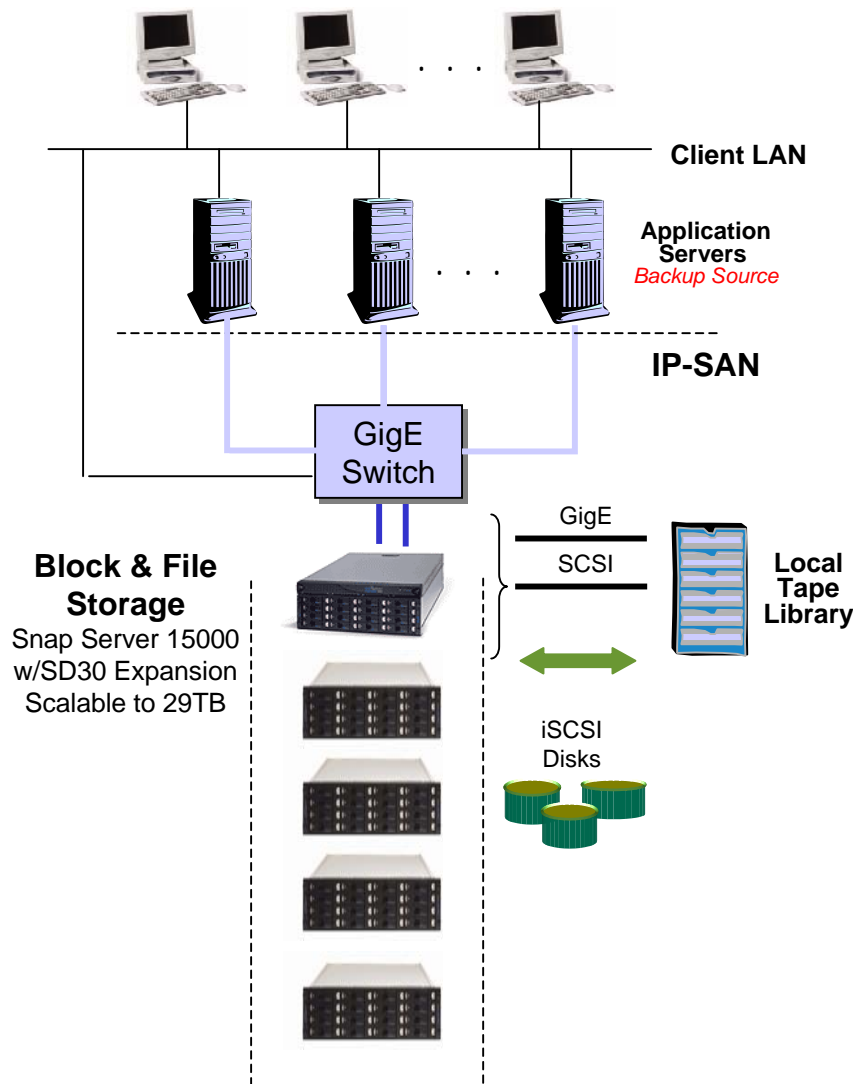 . . .
Client LAN
Application
Servers
Backup Source
. . .
IP-SAN
GigE
Switch
GigE
SCSI
Local
Tape
Library
Block & File
Storage
Snap Server 15000
w/SD30 Expansion
Scalable to 29TB
iSCSI
Disks